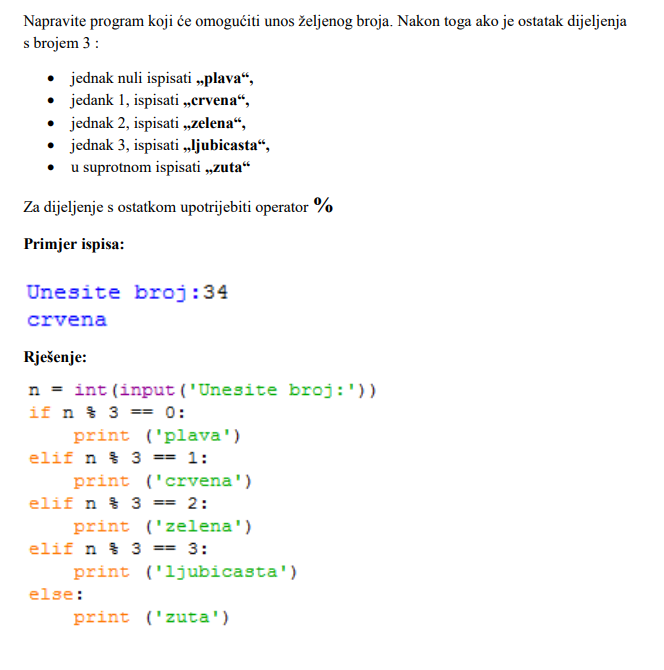 Napravite program koji će omogućiti unos željenog broja. Nakon toga ako je ostatak dijeljenja
s brojem 3 :
• jednak nuli ispisati „plava“,
• jedank 1, ispisati „crvena“,
• jednak 2, ispisati „zelena“,
• jednak 3, ispisati „ljubicasta“,
• u suprotnom ispisati „zuta“
Za dijeljenje s ostatkom upotrijebiti operator %
Primjer ispisa:
Unesite broj:34
crvena
Rješenje:
n = int(input('Unesite broj:'))
if n % 3 == 0:
    print ('plava')
elif n % 3 == 1:
    print ('crvena')
elif n % 3 == 2:
    print ('zelena')
elif n % 3 == 3:
    print ('ljubicasta')
else:
    print ('zuta')